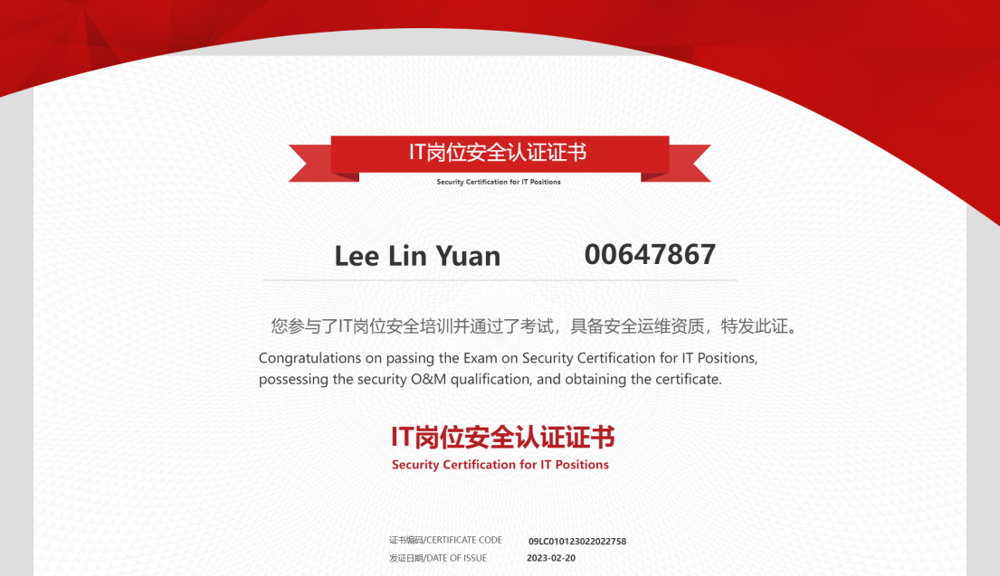 IT岗位安全认证证书
Security Certification for IT Positions
Lee Lin Yuan 00647867
您参与了IT岗位安全培训并通过了考试，具备安全运维资质，特发此证。
Congratulations on passing the Exam on Security Certification for IT Positions,
possessing the security O&M qualification, and obtaining the certificate.
IT岗位安全认证证书
Security Certification for IT Positions
证书编码/CERTIFICATE CODE 09LC010123022022758
发证日期/DATE OF ISSUE 2023-02-20